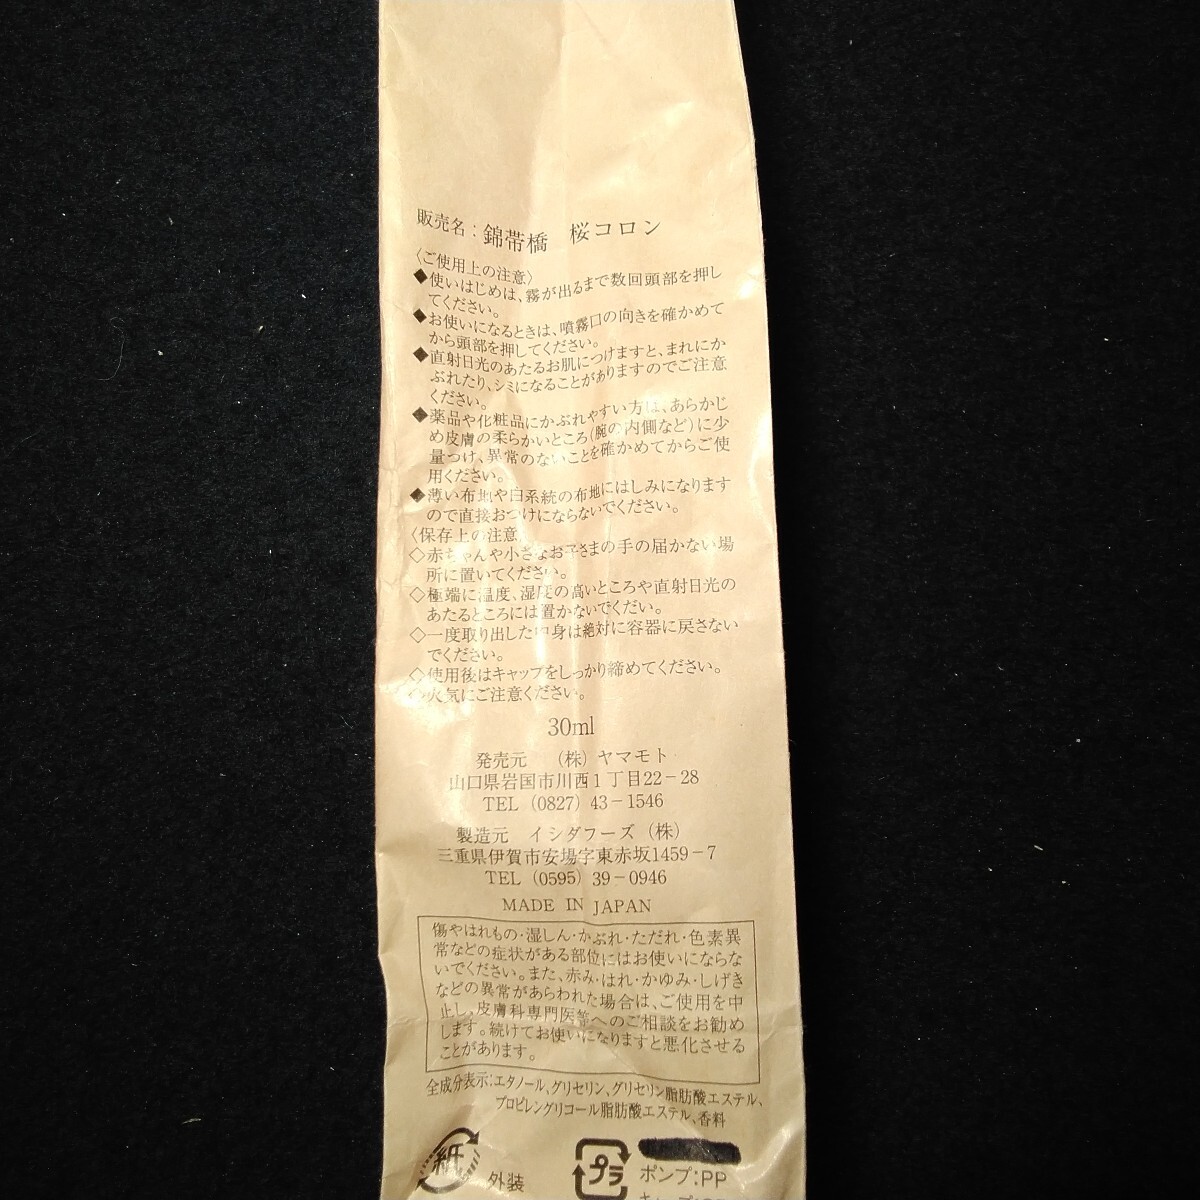 販売名：錦帯橋　桜コロン
〈ご使用上の注意〉
◆使いはじめは、霧が出るまで数回頭部を押し
てください。
◆お使いになるときは、噴霧口の向きを確かめて
から頭部を押してください。
◆直射日光のあたるお肌につけますと、まれにか
ぶれたり、シミになることがありますのでご注意
ください。
◆薬品や化粧品にかぶれやすい方は、あらかじ
め皮膚の柔らかいところ（腕の内側など）に少
量つけ、異常のないことを確かめてからご使
用ください。
◆薄い布地や白系統の布地にはしみになります
ので直接おつけにならないでください。
〈保存上の注意〉
◇赤ちゃんや小さなお子さまの手の届かない場
所に置いてください。
◇極端に温度、湿度の高いところや直射日光の
あたるところには置かないでくだい。
◇一度取り出した中身は絶対に容器に戻さない
でください。
◇使用後はキャップをしっかり締めてください。
◇火気にご注意ください。
30ml
発売元　（株）ヤマモト
山口県岩国市川西1丁目22－28
TEL（0827）43－1546
製造元　イシダフーズ（株）
三重県伊賀市安場字東赤坂1459－7
TEL（0595）39－0946
MADE IN JAPAN
傷やはれもの・湿しん・かぶれ・ただれ・色素異
常などの症状がある部位にはお使いにならな
いでください。また、赤み・はれ・かゆみ・しげき
などの異常があらわれた場合は、ご使用を中
止し、皮膚科専門医等へのご相談をお勧め
します。続けてお使いになりますと悪化させる
ことがあります。
全成分表示：エタノール、グリセリン、グリセリン脂肪酸エステル、
プロピレングリコール脂肪酸エステル、香料
紙
外装
プラ
ポンプ：PP